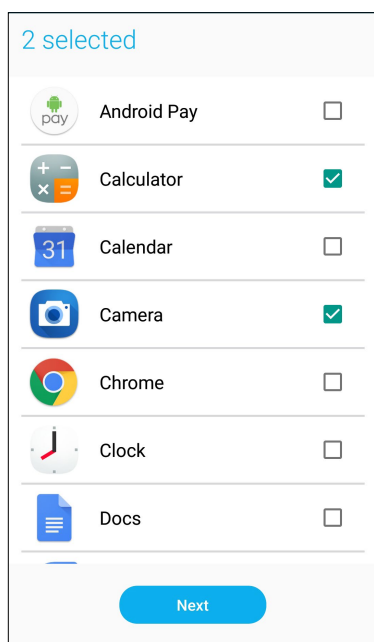 2 selected
pay
Android Pay
Calculator
31
Calendar
Camera
Chrome
Clock
Docs
Next